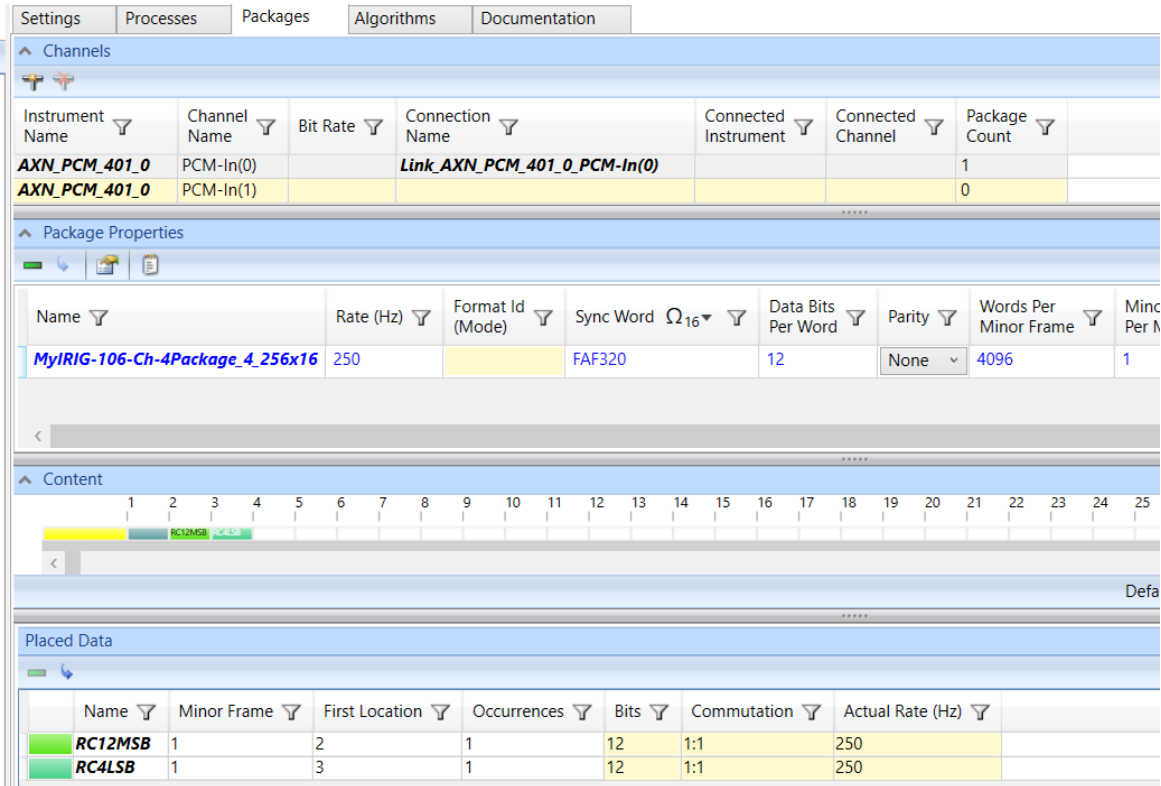 Settings Processes Packages Algorithms Documentation
Channels
Instrument Name Channel Name Bit Rate Connection Name Connected Instrument Connected Channel Package Count
AXN_PCM_401_0 PCM-In(0) Link_AXN_PCM_401_0_PCM-In(0) 1
AXN_PCM_401_0 PCM-In(1) 0
Package Properties
Name Rate (Hz) Format Id (Mode) Sync Word Ω16 Data Bits Per Word Parity Words Per Minor Frame Minc Per M
MyIRIG-106-Ch-4Package_4_256x16 250 FAF320 12 None 4096 1
Content
1 2 3 4 5 6 7 8 9 10 11 12 13 14 15 16 17 18 19 20 21 22 23 24 25
RC12MSB RC4LSB
Defa
Placed Data
Name Minor Frame First Location Occurrences Bits Commutation Actual Rate (Hz)
RC12MSB 1 2 1 12 1:1 250
RC4LSB 1 3 1 12 1:1 250